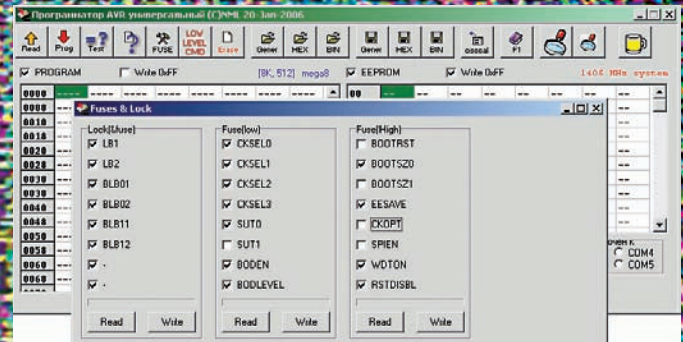 Программатор AVR универсальный (C)NML 20-Jan-2006
Read Prog Test FUSE LOW LEVEL CMD Erase Gener HEX BIN Gener HEX BIN F1
PROGRAM Write 0xFF [8K, 512] mega8 EEPROM Write 0xFF 1406 MHz system
0000 ---- ---- ---- ---- ---- ---- ---- ---- 00 -- -- -- -- -- -- -- --
0008
0010
0018
0020
0028
0030
0038
0040
0048
0050
0058
0060
0068
Fuses & Lock
Lock(Uuse) Fuse(low) Fuse(High)
LB1 CKSEL0 BOOTRST
LB2 CKSEL1 BOOTSZ0
BLB01 CKSEL2 BOOTSZ1
BLB02 CKSEL3 EESAVE
BLB11 SUT0 CKOPT
BLB12 SUT1 SPIEN
- BODEN WDTON
- BODLEVEL RSTDISBL
Read Write Read Write Read Write
COM4
COM5